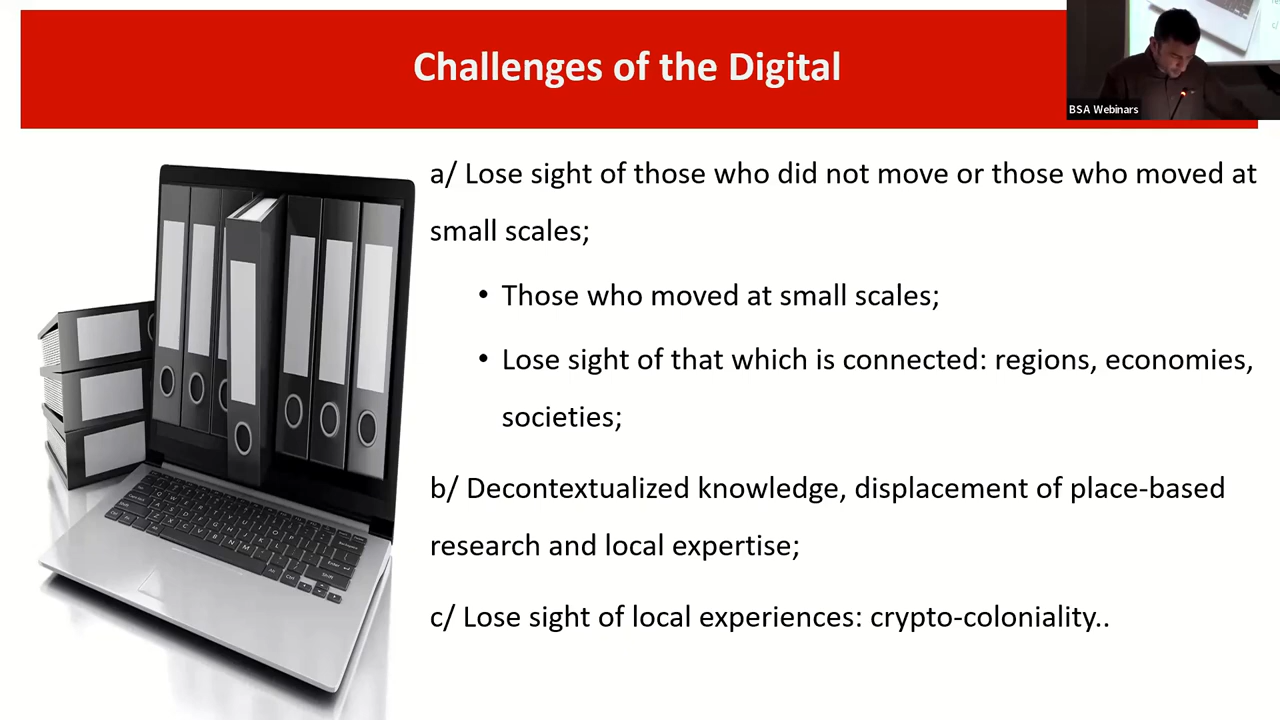 Challenges of the Digital
BSA Webinars
a/ Lose sight of those who did not move or those who moved at
small scales;
• Those who moved at small scales;
• Lose sight of that which is connected: regions, economies,
societies;
b/ Decontextualized knowledge, displacement of place-based
research and local expertise;
c/ Lose sight of local experiences: crypto-coloniality..